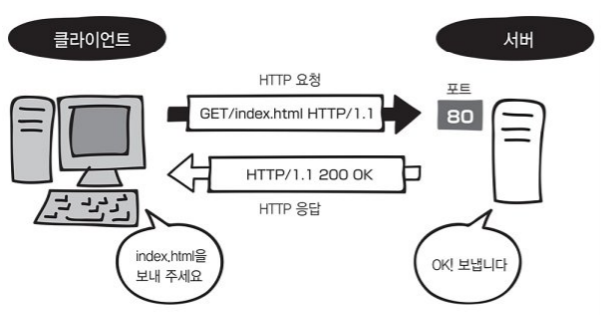 클라이언트
서버
HTTP 요청
포트
GET/index.html HTTP/1.1
80
HTTP/1.1 200 OK
HTTP 응답
index.html을
보내 주세요
OK! 보냅니다